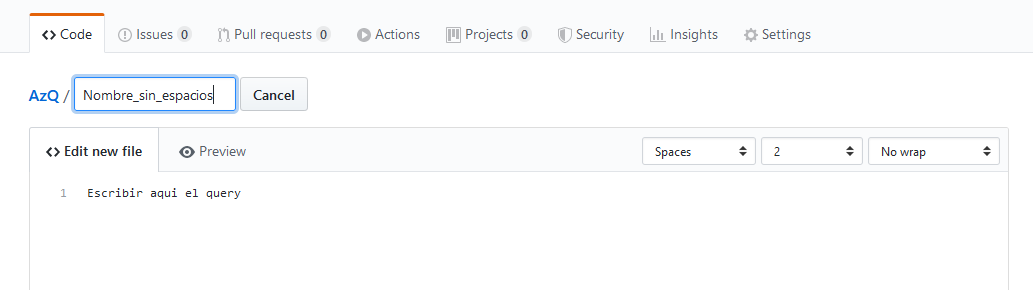 <> Code Issues 0 Pull requests 0 Actions Projects 0 Security Insights Settings
AzQ / Nombre_sin_espacios Cancel
<> Edit new file Preview Spaces 2 No wrap
1 Escribir aqui el query